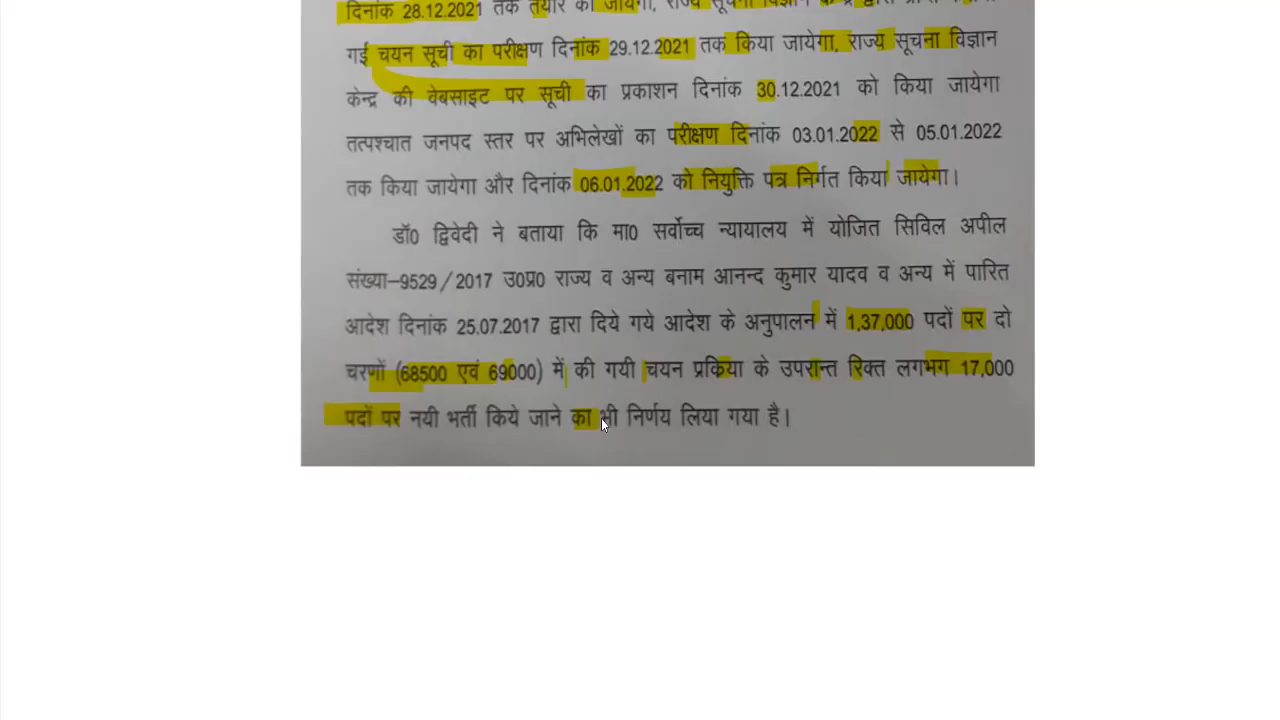 दिनांक 28.12.2021 तक तैयार की जायेगी, राज्य सूचना विज्ञान केन्द्र द्वारा
गई चयन सूची का परीक्षण दिनांक 29.12.2021 तक किया जायेगा, राज्य सूचना विज्ञान
केन्द्र की वेबसाइट पर सूची का प्रकाशन दिनांक 30.12.2021 को किया जायेगा
तत्पश्चात जनपद स्तर पर अभिलेखों का परीक्षण दिनांक 03.01.2022 से 05.01.2022
तक किया जायेगा और दिनांक 06.01.2022 को नियुक्ति पत्र निर्गत किया जायेगा।
डॉ0 द्विवेदी ने बताया कि मा0 सर्वोच्च न्यायालय में योजित सिविल अपील
संख्या–9529/2017 उ0प्र0 राज्य व अन्य बनाम आनन्द कुमार यादव व अन्य में पारित
आदेश दिनांक 25.07.2017 द्वारा दिये गये आदेश के अनुपालन में 1,37,000 पदों पर दो
चरणों (68500 एवं 69000) में की गयी चयन प्रकिया के उपरान्त रिक्त लगभग 17,000
पदों पर नयी भर्ती किये जाने का भी निर्णय लिया गया है।